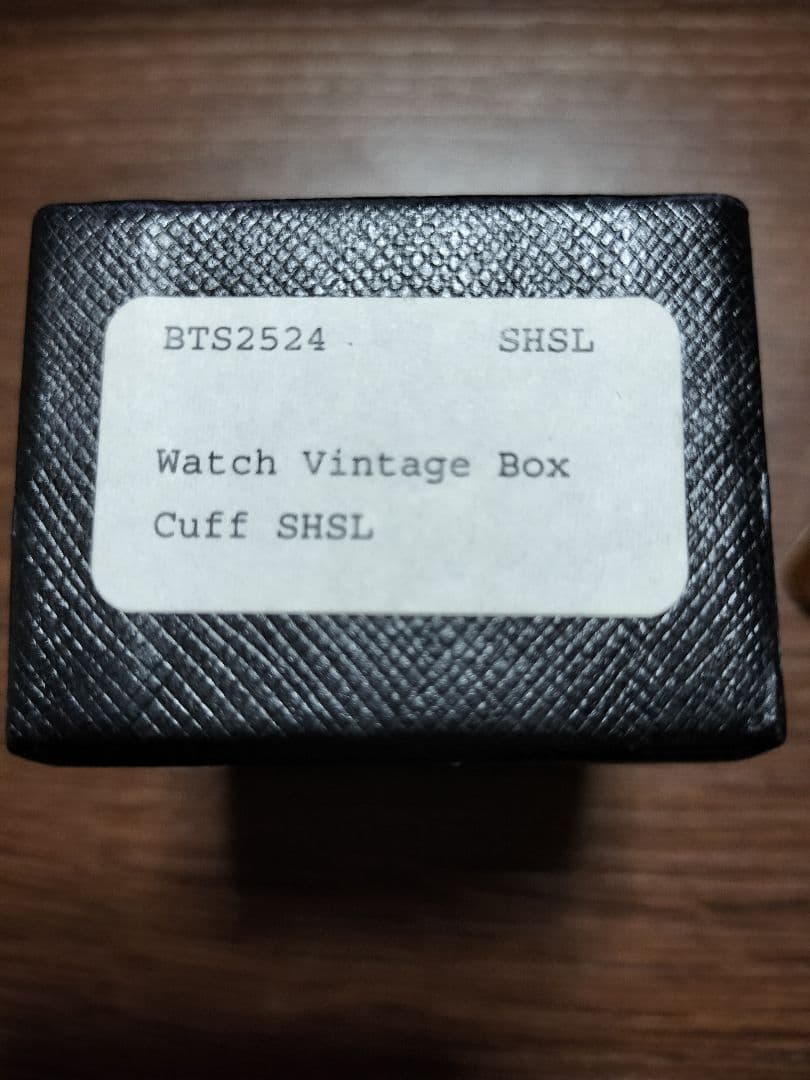 BTS2524 SHSL
Watch Vintage Box
Cuff SHSL